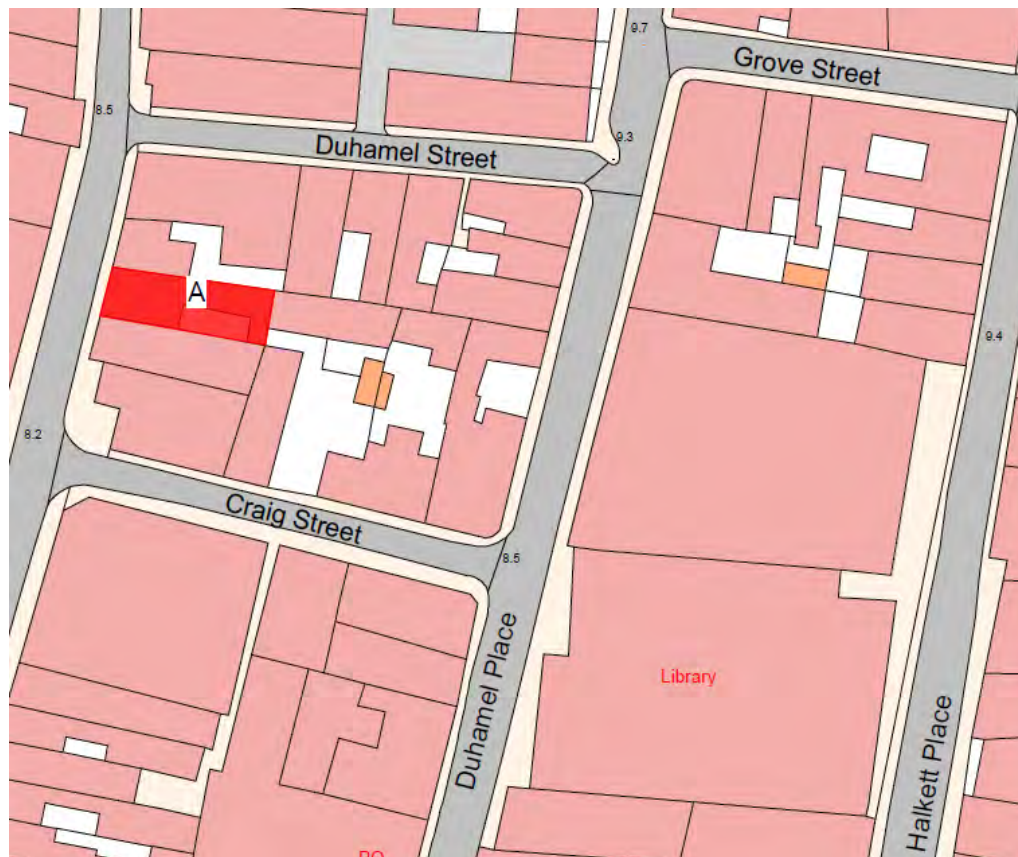 9.7
Grove Street
8.5
9.3
Duhamel Street
A
9.4
8.2
Craig Street
8.5
Duhamel Place
Library
Halkett Place